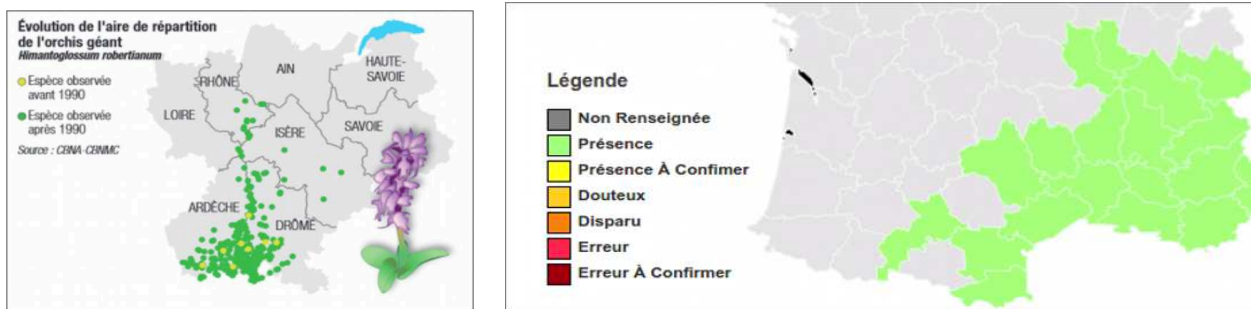 Évolution de l'aire de répartition
de l'orchis géant
Himantoglossum robertianum
Espèce observée
avant 1990
Espèce observée
après 1990
Source : CBNA-CBNMC
AIN
HAUTE-
SAVOIE
RHÔNE
LOIRE
ISÈRE
SAVOIE
ARDÈCHE
DRÔME
Légende
Non Renseignée
Présence
Présence À Confimer
Douteux
Disparu
Erreur
Erreur À Confirmer